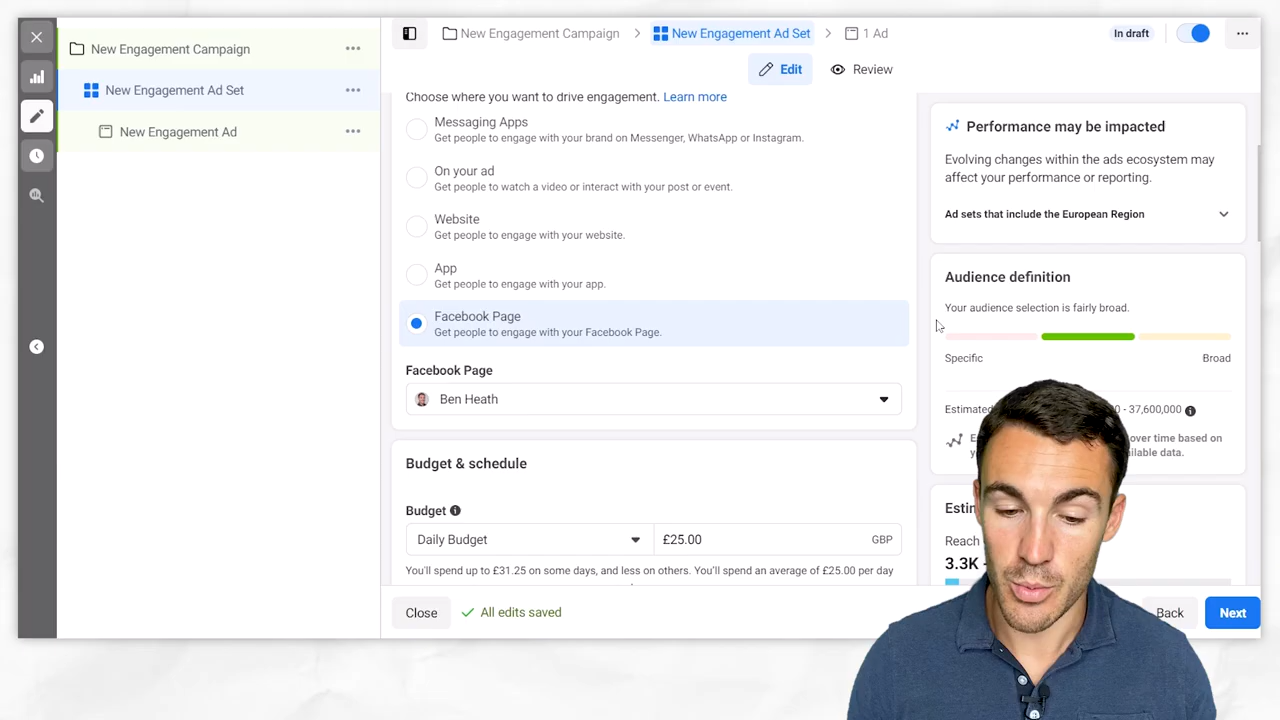 New Engagement Campaign
New Engagement Ad Set
New Engagement Ad
New Engagement Campaign > New Engagement Ad Set > 1 Ad
In draft
Edit
Review
Choose where you want to drive engagement. Learn more
Messaging Apps
Get people to engage with your brand on Messenger, WhatsApp or Instagram.
On your ad
Get people to watch a video or interact with your post or event.
Website
Get people to engage with your website.
App
Get people to engage with your app.
Facebook Page
Get people to engage with your Facebook Page.
Facebook Page
Ben Heath
Budget & schedule
Budget
Daily Budget
£25.00 GBP
You'll spend up to £31.25 on some days, and less on others. You'll spend an average of £25.00 per day
Close
All edits saved
Performance may be impacted
Evolving changes within the ads ecosystem may
affect your performance or reporting.
Ad sets that include the European Region
Audience definition
Your audience selection is fairly broad.
Specific Broad
Estimated - 37,600,000
over time based on
data.
Reach
3.3K
Back
Next